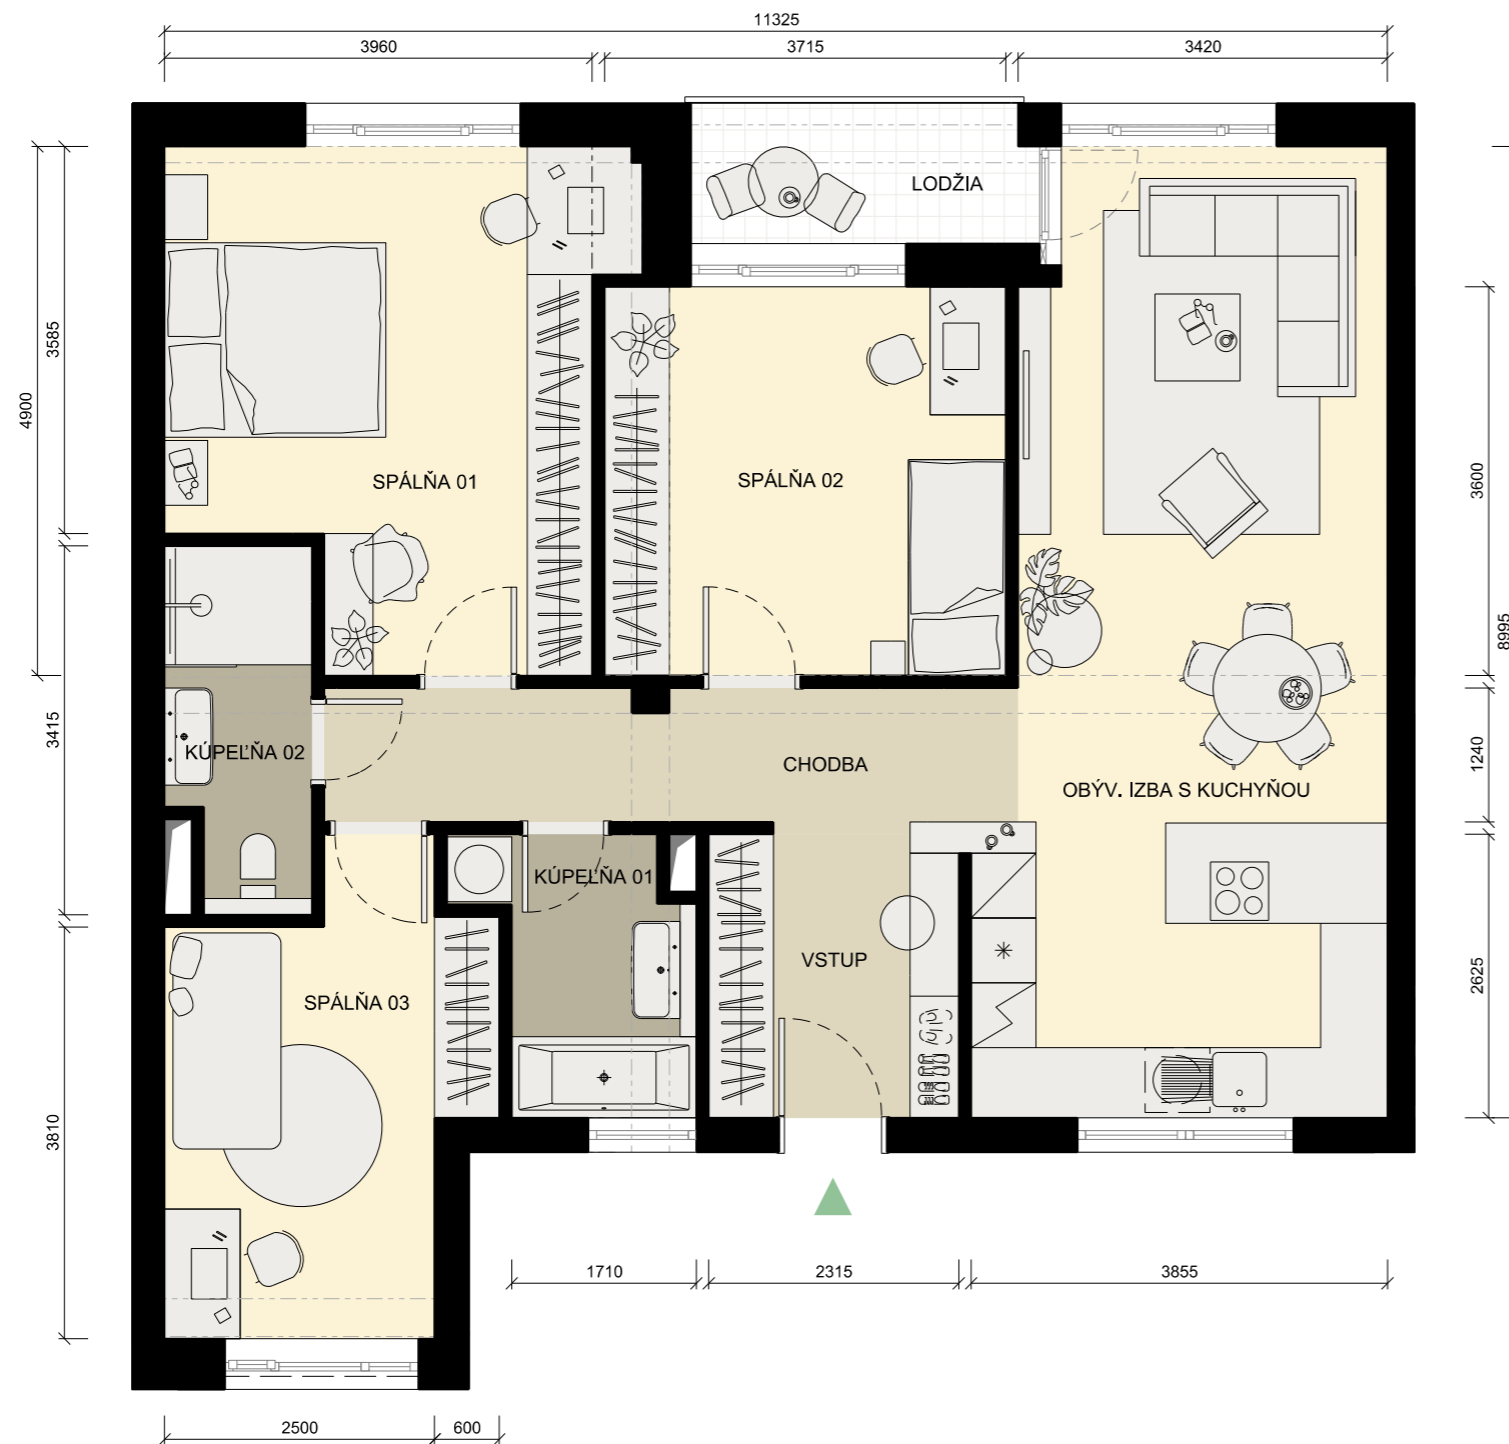 11325
3960
3715
3420
LODŽIA
3585
4900
SPÁLŇA 01
SPÁLŇA 02
3600
8995
3415
KÚPEĽŇA 02
CHODBA
1240
OBÝV. IZBA S KUCHYŇOU
KÚPEĽŇA 01
VSTUP
2625
SPÁLŇA 03
3810
1710
2315
3855
2500
600